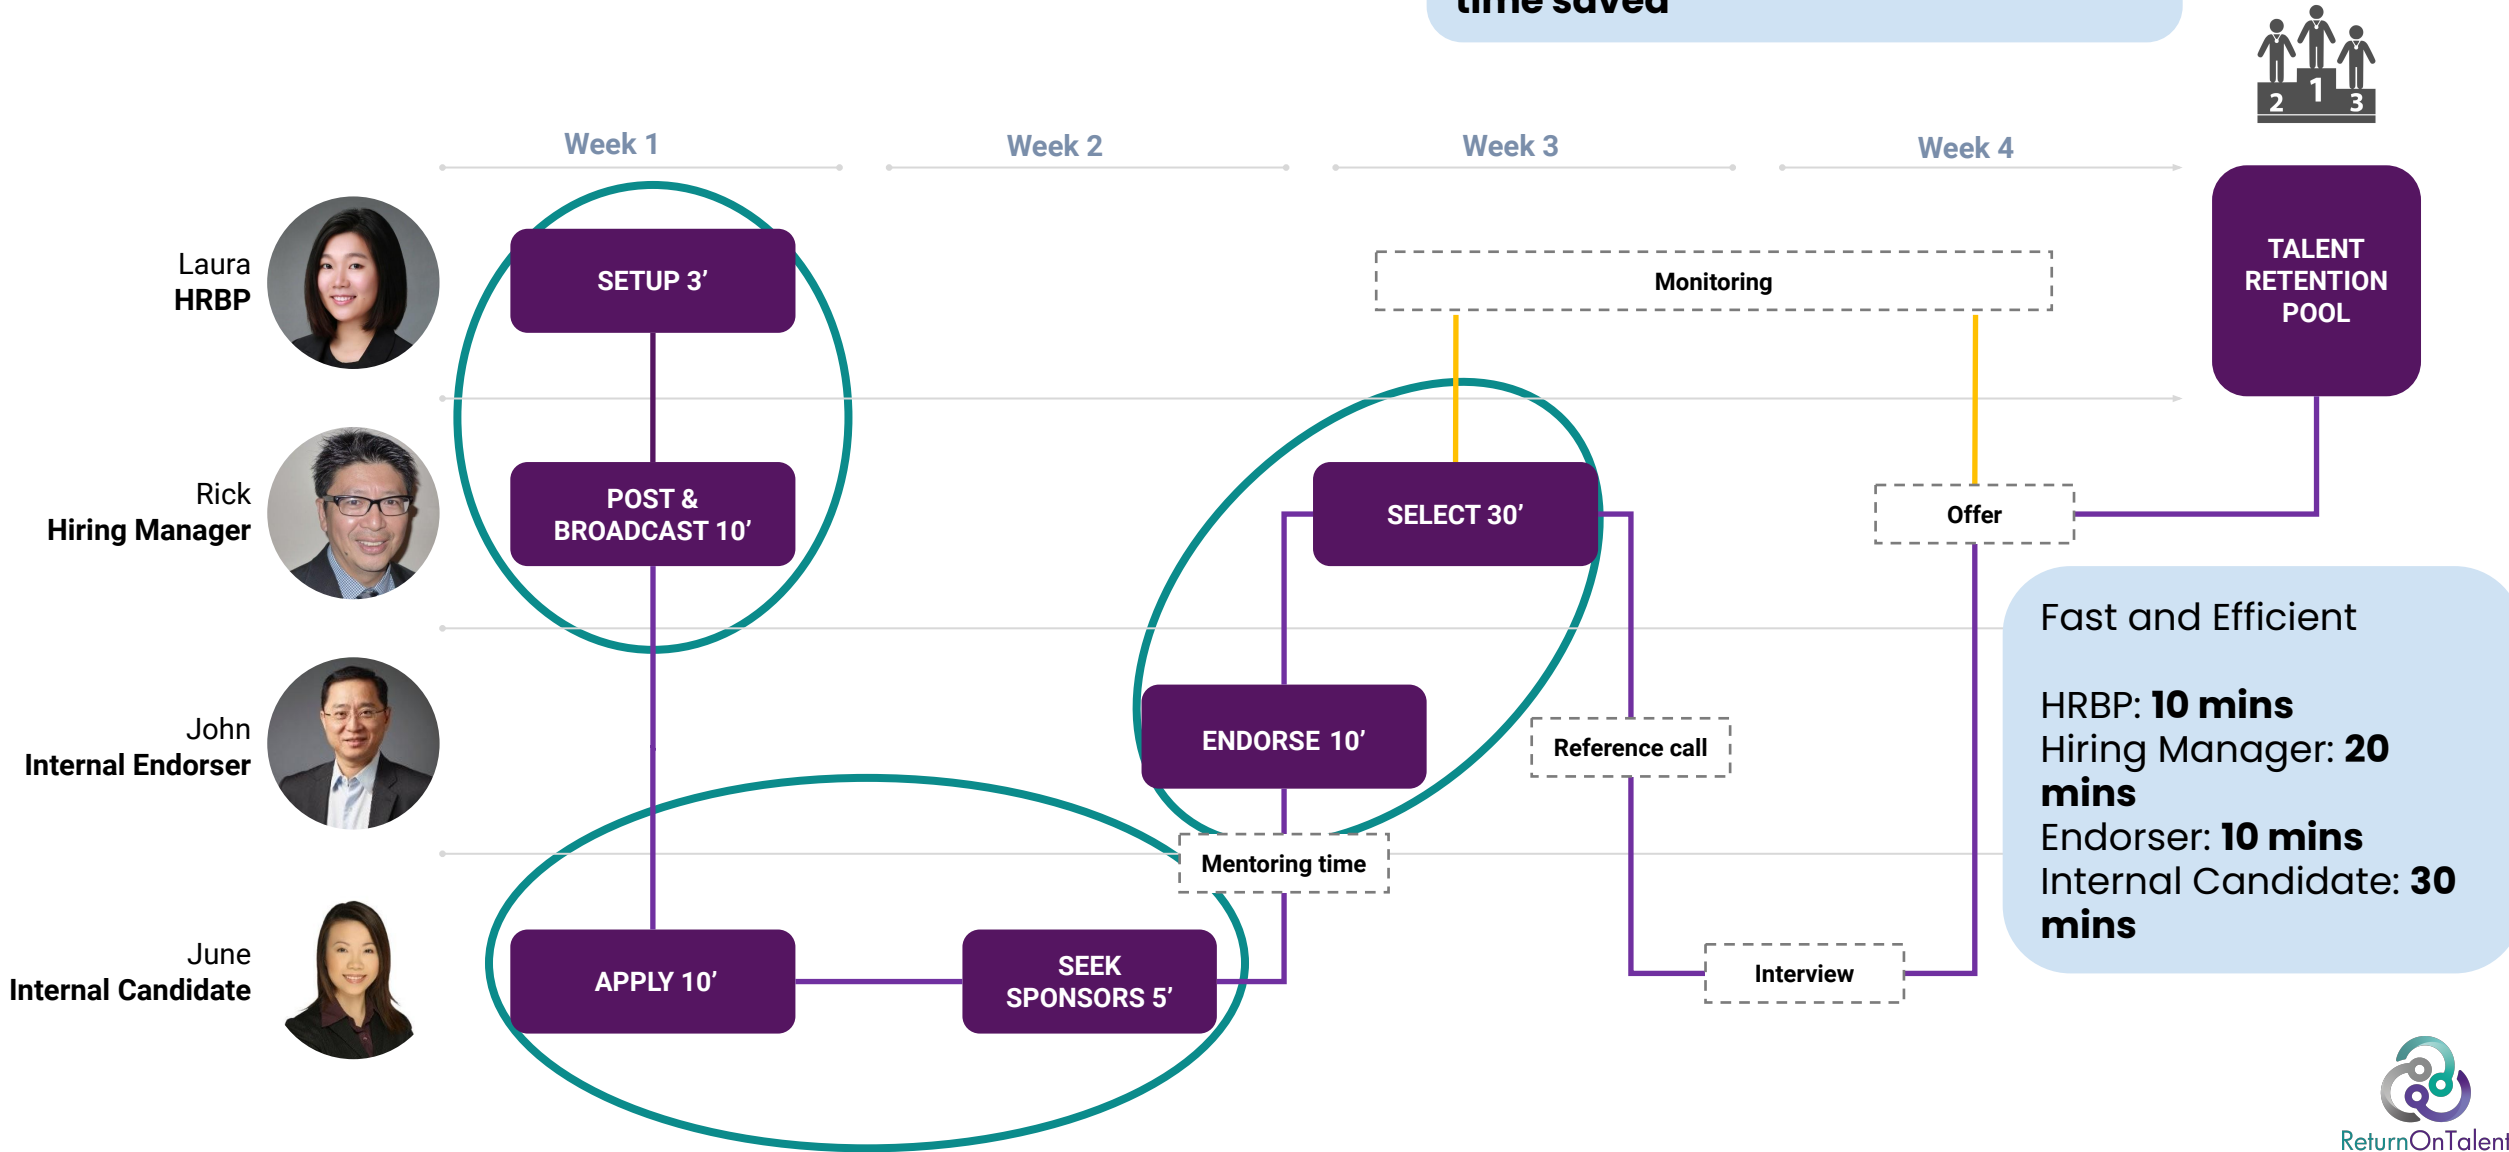 time saved
2 1 3
Week 1
Week 2
Week 3
Week 4
Laura
HRBP
SETUP 3’
Monitoring
TALENT
RETENTION
POOL
Rick
Hiring Manager
POST &
BROADCAST 10’
SELECT 30’
Offer
John
Internal Endorser
ENDORSE 10’
Reference call
Mentoring time
June
Internal Candidate
APPLY 10’
SEEK
SPONSORS 5’
Interview
Fast and Efficient
HRBP: 10 mins
Hiring Manager: 20
mins
Endorser: 10 mins
Internal Candidate: 30
mins
ReturnOnTalent